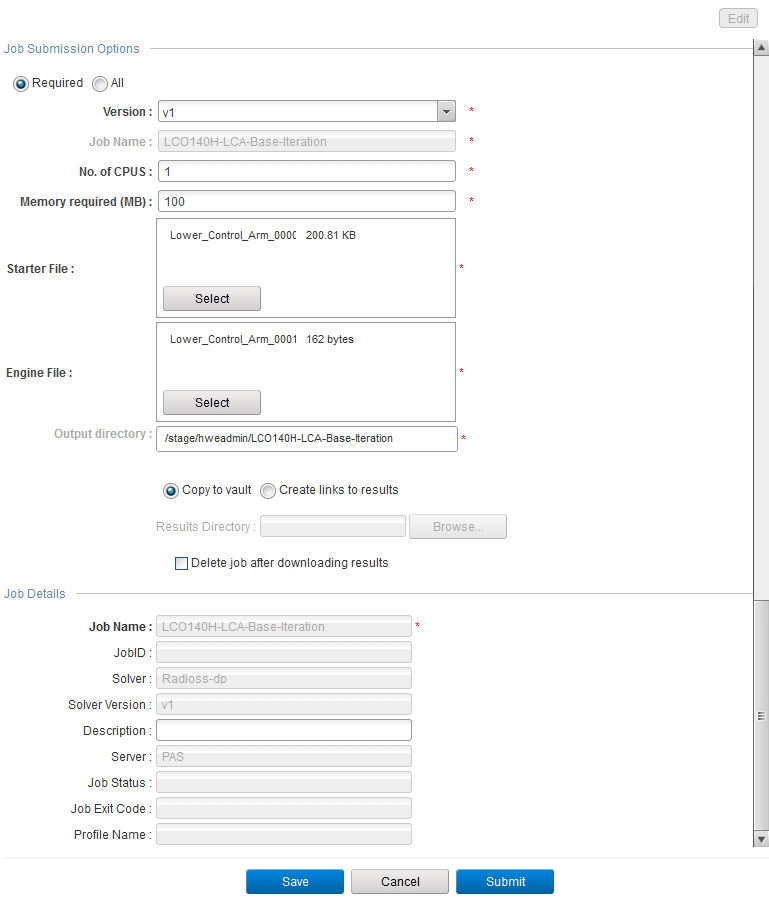 Edit
Job Submission Options
Required All
Version : v1 *
Job Name : LCO140H-LCA-Base-Iteration *
No. of CPUS : 1 *
Memory required (MB) : 100 *
Lower_Control_Arm_0000 200.81 KB
Starter File : *
Select
Lower_Control_Arm_0001 162 bytes
Engine File : *
Select
Output directory : /stage/hweadmin/LCO140H-LCA-Base-Iteration *
Copy to vault Create links to results
Results Directory : Browse...
Delete job after downloading results
Job Details
Job Name : LCO140H-LCA-Base-Iteration *
JobID :
Solver : Radioss-dp
Solver Version : v1
Description :
Server : PAS
Job Status :
Job Exit Code :
Profile Name :
Save Cancel Submit